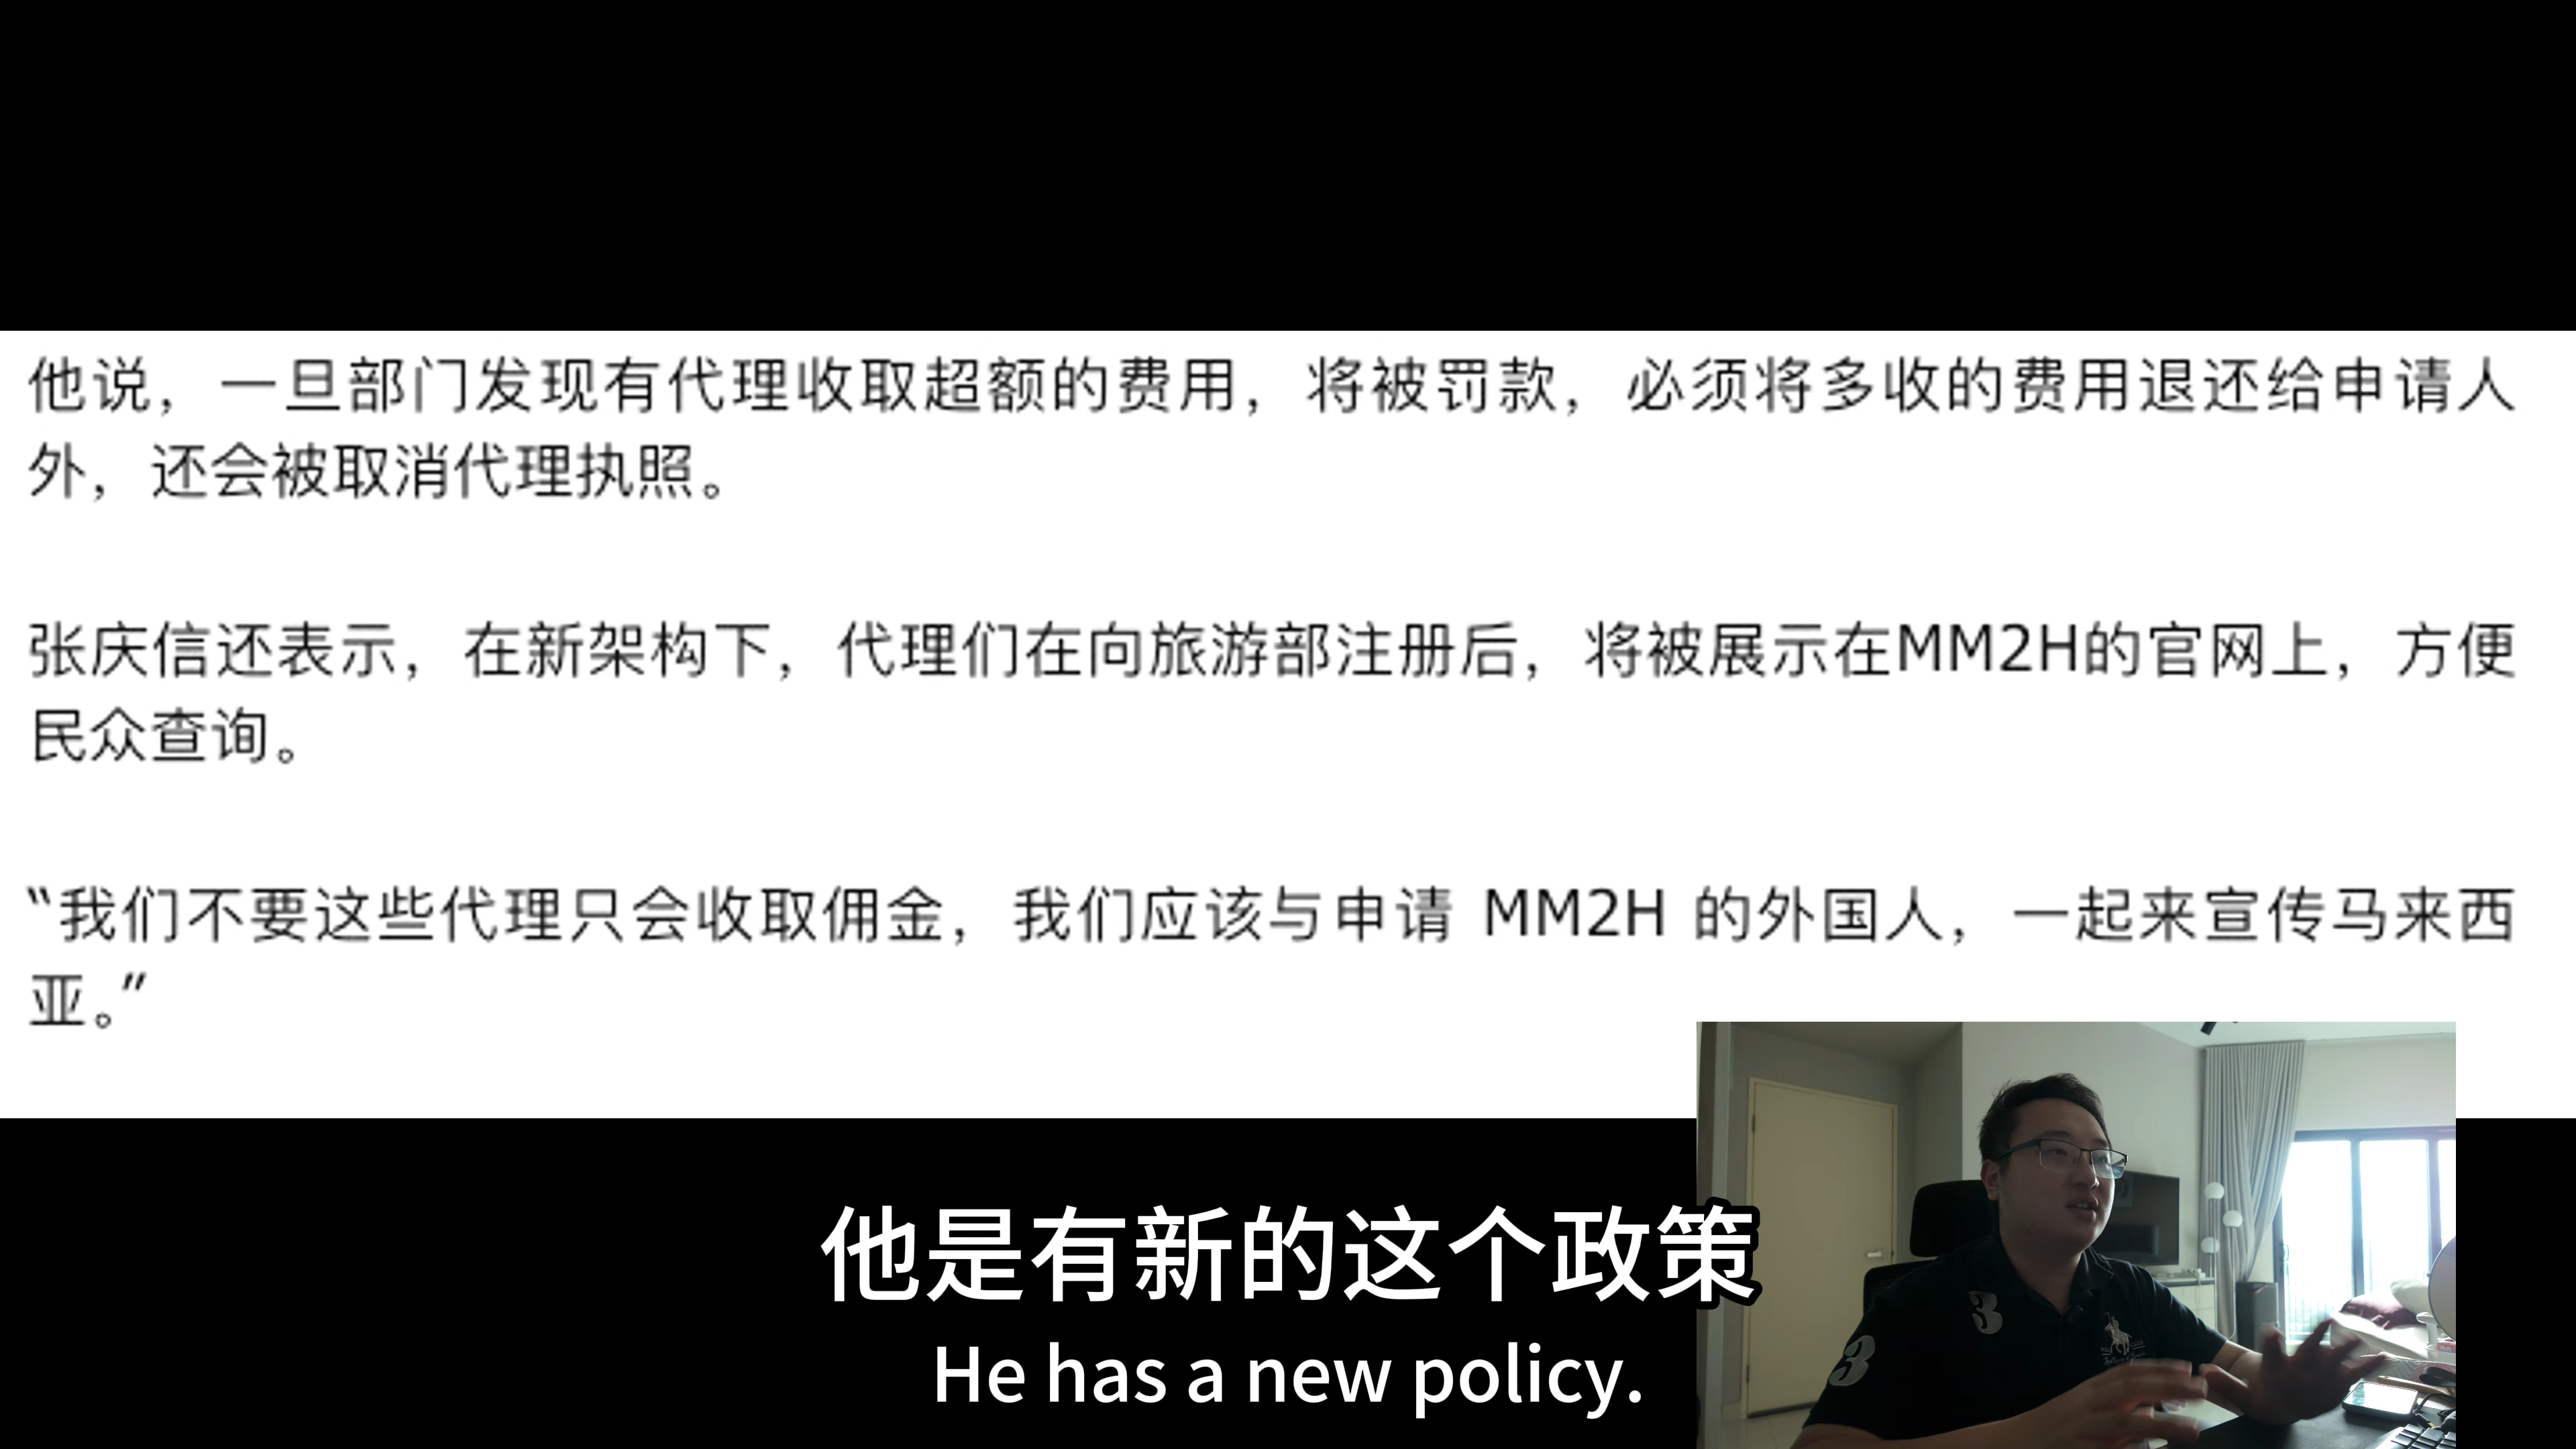 他说，一旦部门发现有代理收取超额的费用，将被罚款，必须将多收的费用退还给申请人
外，还会被取消代理执照。
张庆信还表示，在新架构下，代理们在向旅游部注册后，将被展示在MM2H的官网上，方便
民众查询。
“我们不要这些代理只会收取佣金，我们应该与申请 MM2H 的外国人，一起来宣传马来西
亚。”
他是有新的这个政策
He has a new policy.
3
3